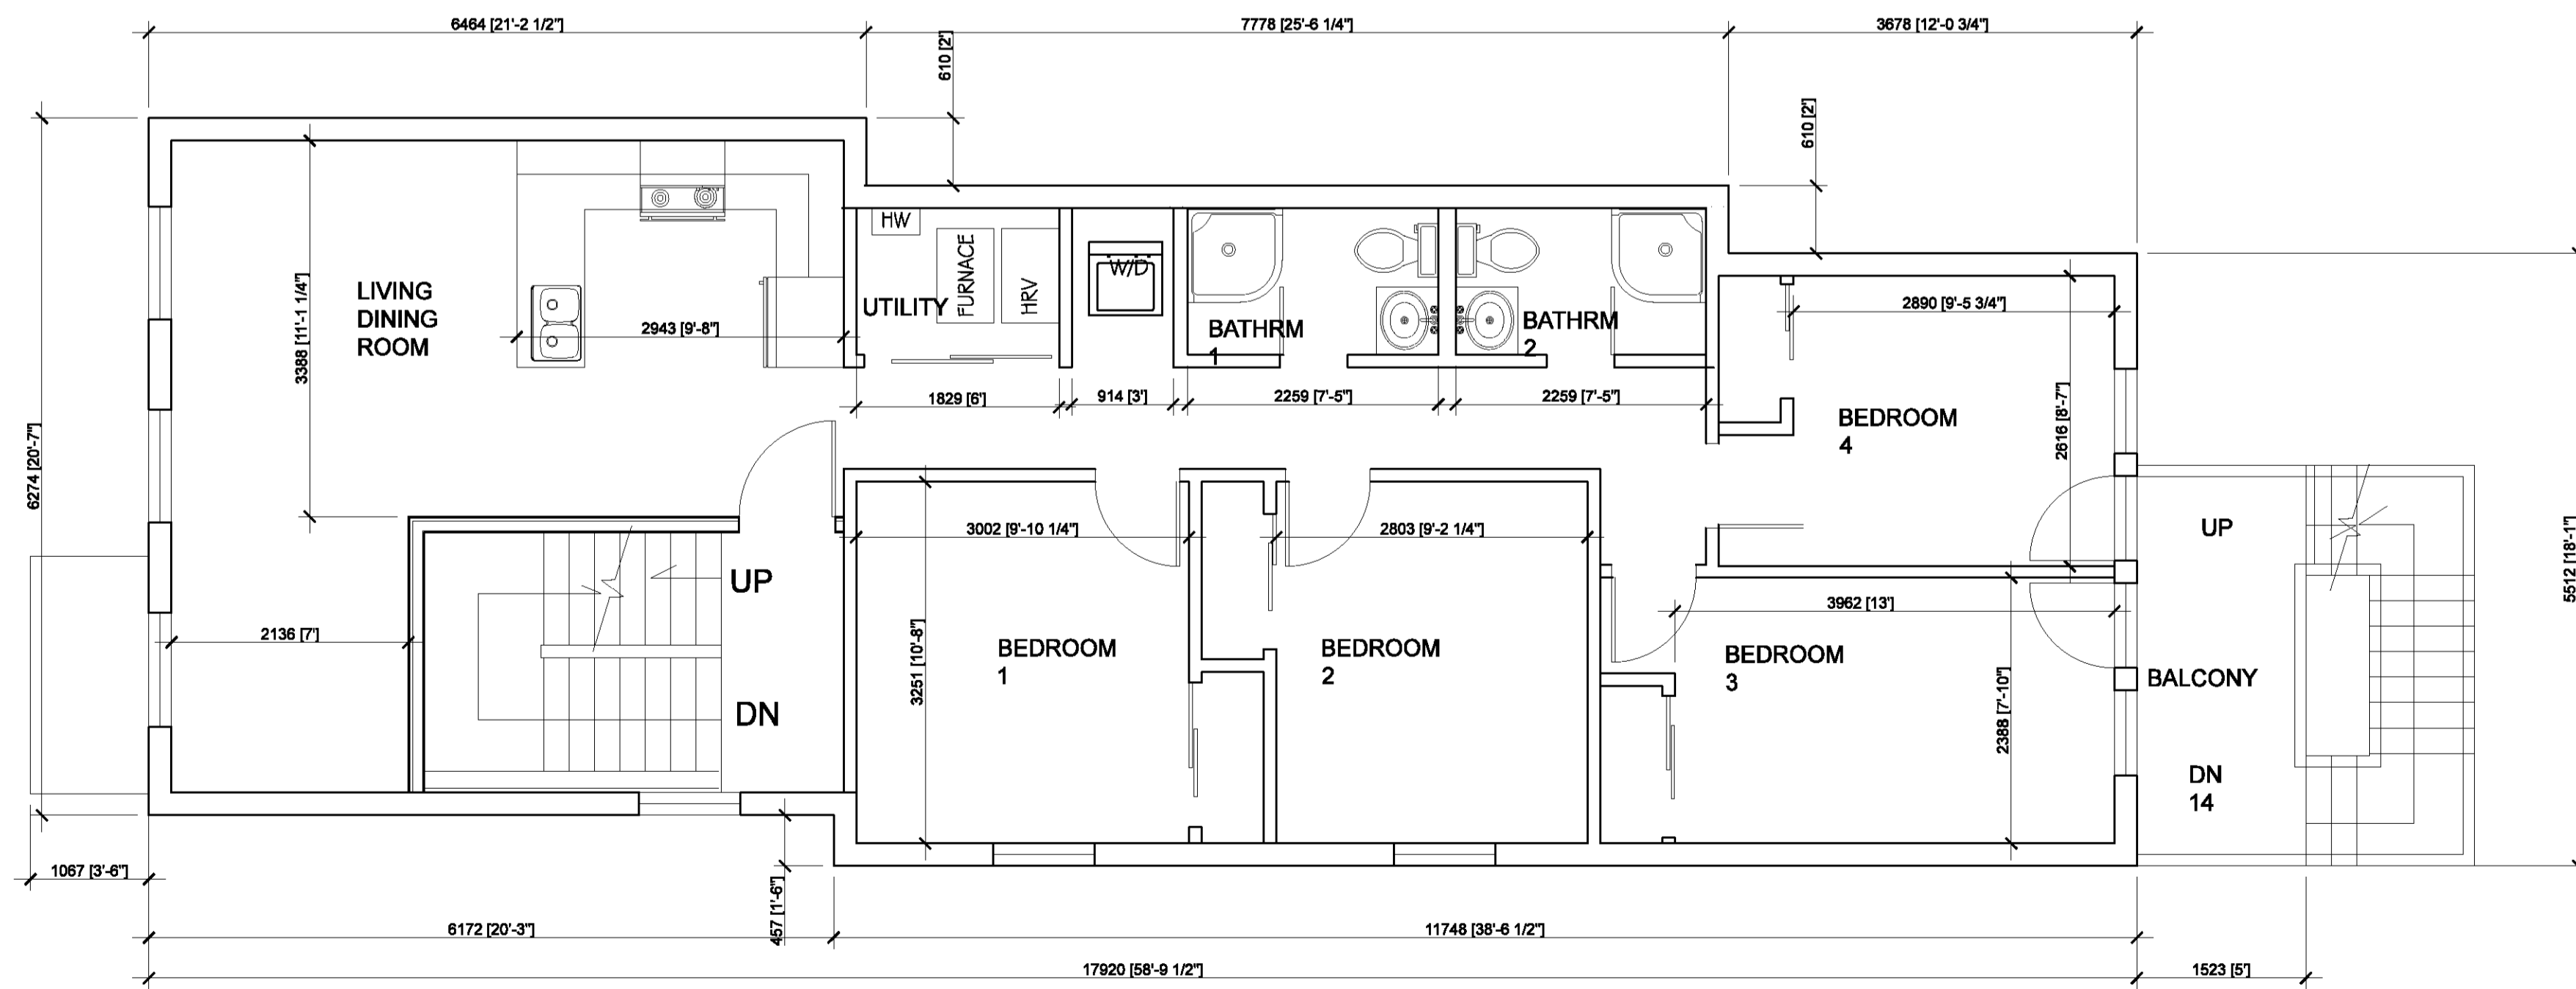 6464 [21'-2 1/2"]
7778 [25'-6 1/4"]
3678 [12'-0 3/4"]
610 [2']
610 [2']
6274 [20'-7"]
3388 [11'-1 1/4"]
LIVING
DINING
ROOM
2943 [9'-8"]
HW
UTILITY
FURNACE
HRV
W/D
BATHRM
1
BATHRM
2
2890 [9'-5 3/4"]
1829 [6']
914 [3']
2259 [7'-5"]
2259 [7'-5"]
BEDROOM
4
2616 [8'-7"]
5512 [18'-1"]
3002 [9'-10 1/4"]
2803 [9'-2 1/4"]
UP
UP
3962 [13']
2136 [7']
BEDROOM
1
3251 [10'-8"]
BEDROOM
2
BEDROOM
3
2388 [7'-10"]
BALCONY
DN
DN
14
1067 [3'-6"]
457 [1'-6"]
6172 [20'-3"]
11748 [38'-6 1/2"]
17920 [58'-9 1/2"]
1523 [5']